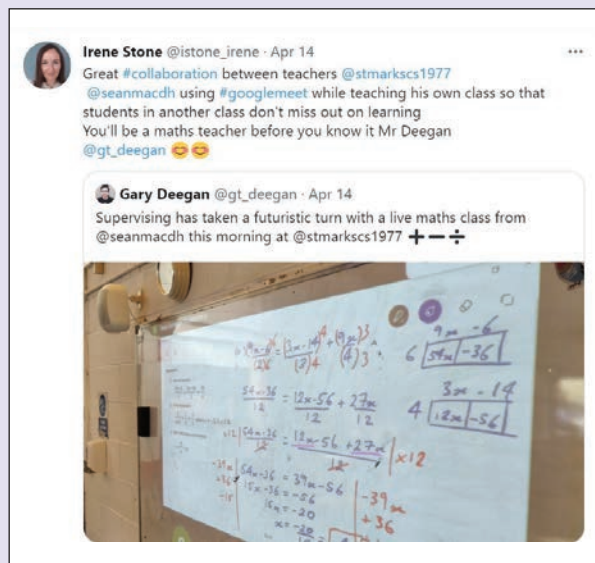 Irene Stone @istone_irene · Apr 14
Great #collaboration between teachers @stmarkscs1977
@seanmacdh using #googlemeet while teaching his own class so that
students in another class don't miss out on learning
You'll be a maths teacher before you know it Mr Deegan
@gt_deegan 😊😊
Gary Deegan @gt_deegan · Apr 14
Supervising has taken a futuristic turn with a live maths class from
@seanmacdh this morning at @stmarkscs1977 ➕➖➗
9x -6
6 54x -36
3x - 14
4 12x -56
= 12x-56 + 27x
12 12 12
= 12x-56 +27x
x12
54x-36 = 39x-56
-39x
+36
15x-36 = -56
15x = -20
x = -20